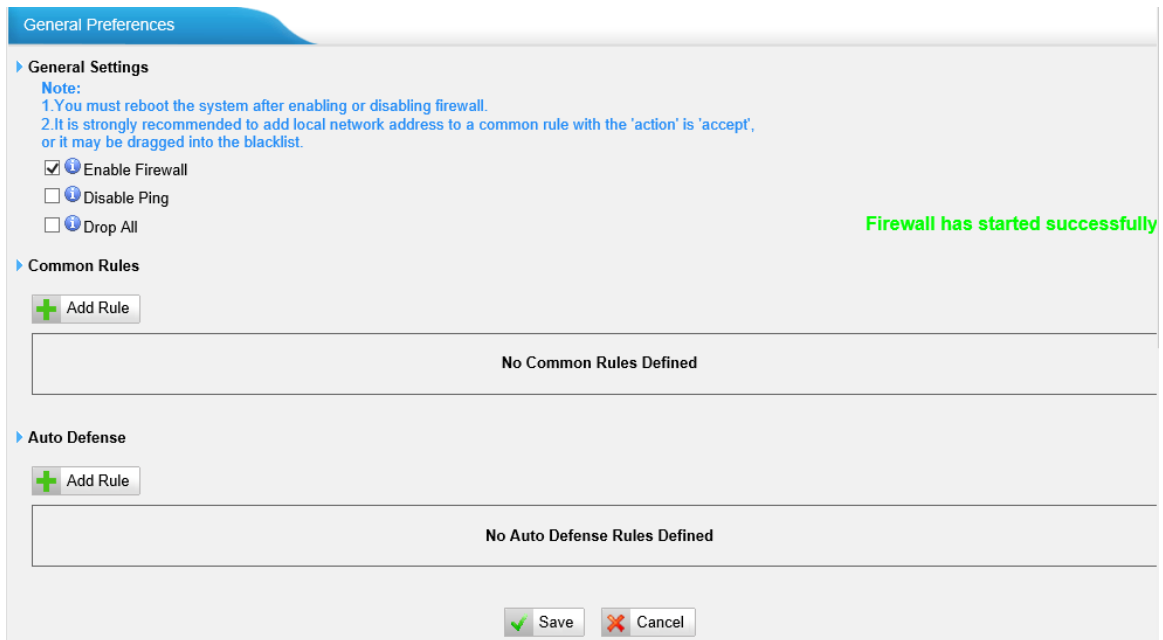 General Preferences
General Settings
Note:
1.You must reboot the system after enabling or disabling firewall.
2.It is strongly recommended to add local network address to a common rule with the 'action' is 'accept',
or it may be dragged into the blacklist.
Enable Firewall
Disable Ping
Drop All
Firewall has started successfully
Common Rules
Add Rule
No Common Rules Defined
Auto Defense
Add Rule
No Auto Defense Rules Defined
Save
Cancel